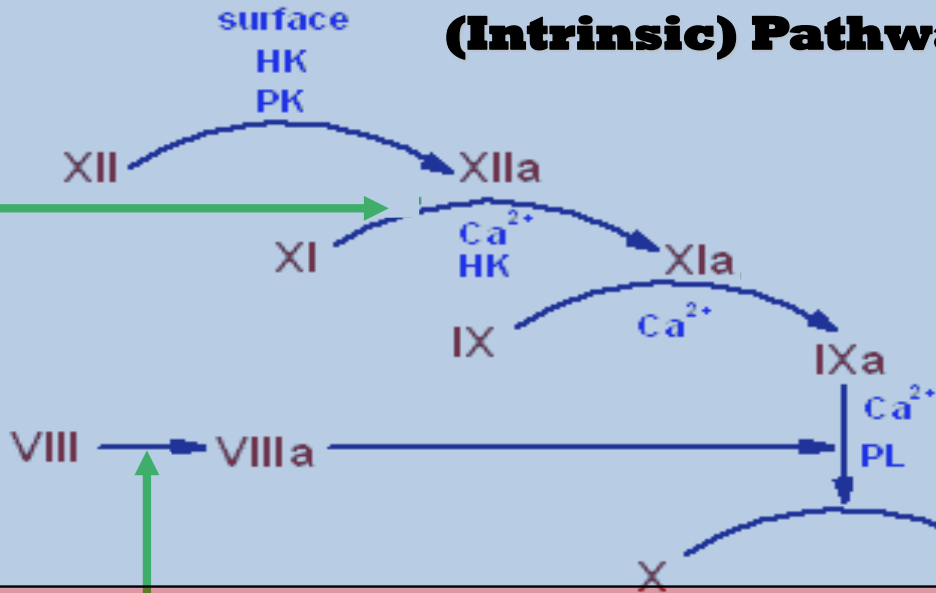 surface
(Intrinsic) Pathw
HK
PK
XII
XIIa
XI
Ca2+
HK
XIa
IX
Ca2+
IXa
Ca2+
VIII
VIIIa
PL
X